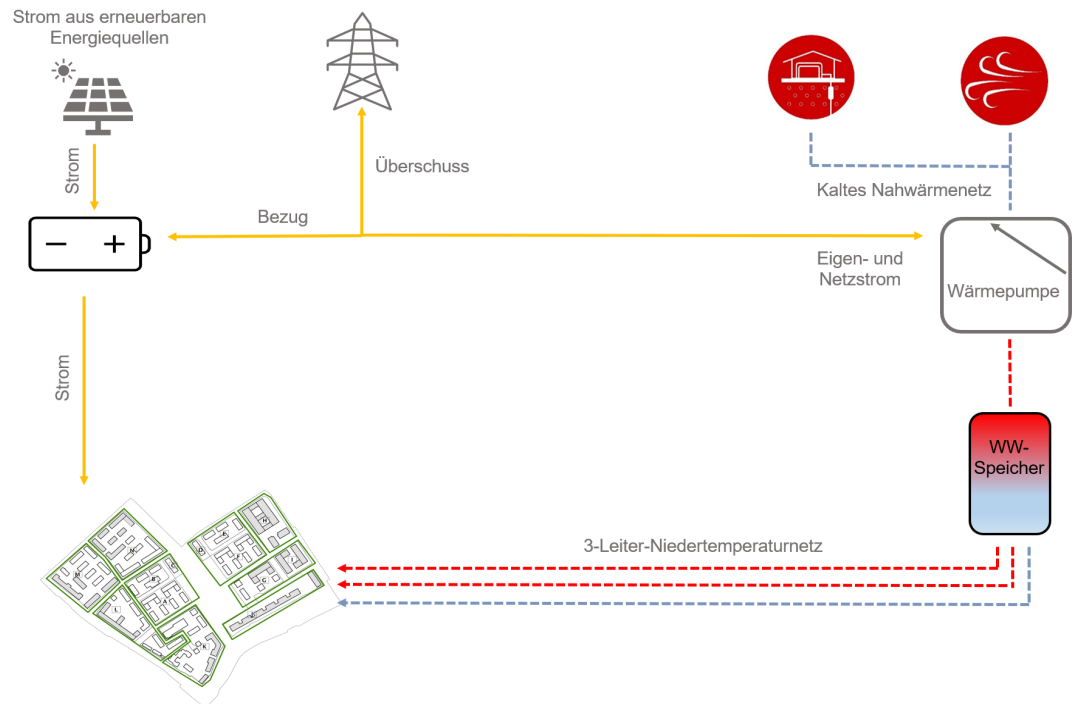 Strom aus erneuerbaren
Energiequellen
Strom
Überschuss
Kaltes Nahwärmenetz
Bezug
Eigen- und
Netzstrom
Wärmepumpe
Strom
WW-
Speicher
3-Leiter-Niedertemperaturnetz
M
L
K
G